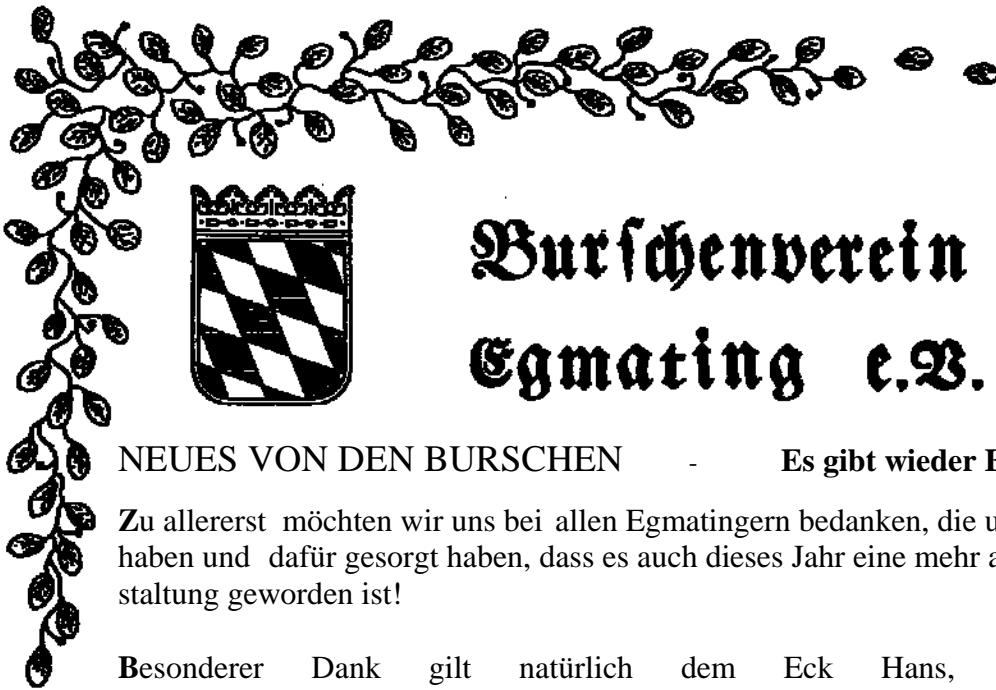 Burschenverein
Egmating e.V.
NEUES VON DEN BURSCHEN - Es gibt wieder
Zu allererst möchten wir uns bei allen Egmatingern bedanken, die
haben und dafür gesorgt haben, dass es auch dieses Jahr eine mehr
staltung geworden ist!
Besonderer Dank gilt natürlich dem Eck Hans,